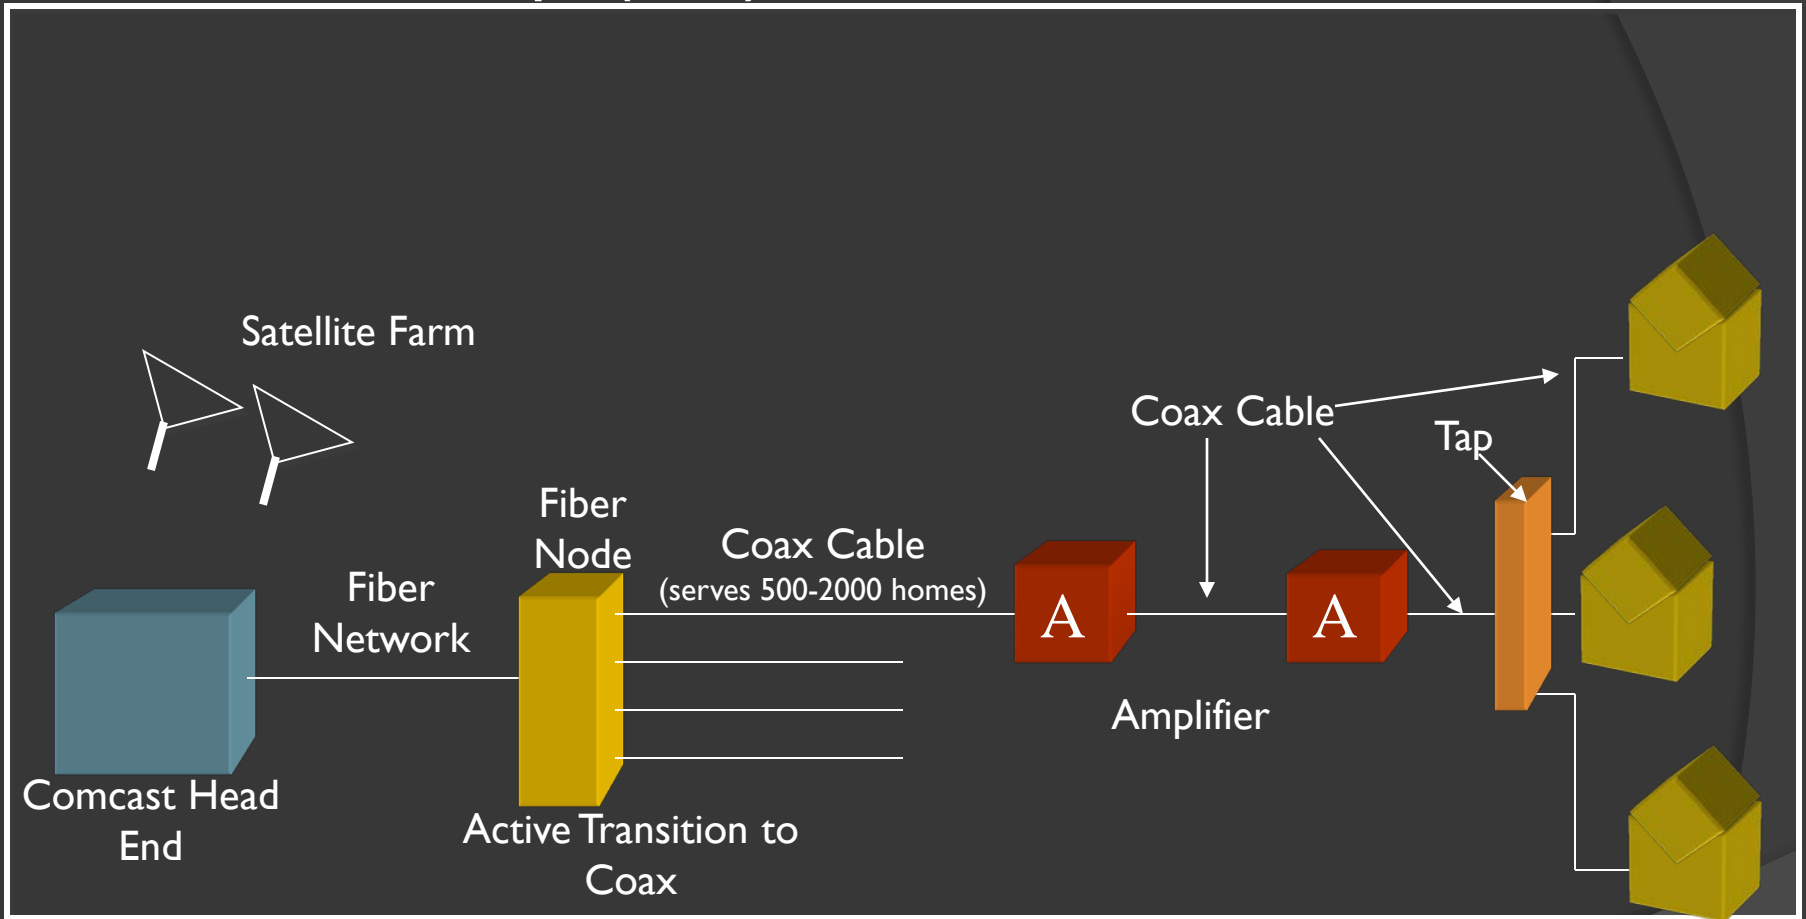 Satellite Farm
Coax Cable
Tap
Fiber
Node
Coax Cable
(serves 500-2000 homes)
Fiber
Network
A
A
Amplifier
Comcast Head
End
Active Transition to
Coax